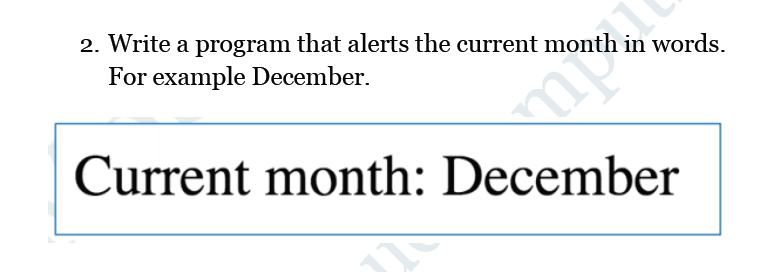 2. Write a program that alerts the current month in words.
For example December.
Current month: December